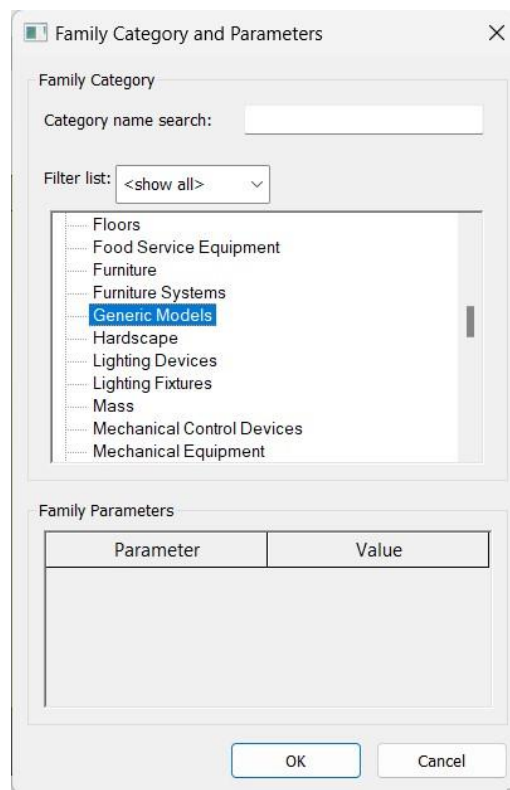 Family Category and Parameters
Family Category
Category name search:
Filter list: <show all>
Floors
Food Service Equipment
Furniture
Furniture Systems
Generic Models
Hardscape
Lighting Devices
Lighting Fixtures
Mass
Mechanical Control Devices
Mechanical Equipment
Family Parameters
Parameter Value
OK Cancel